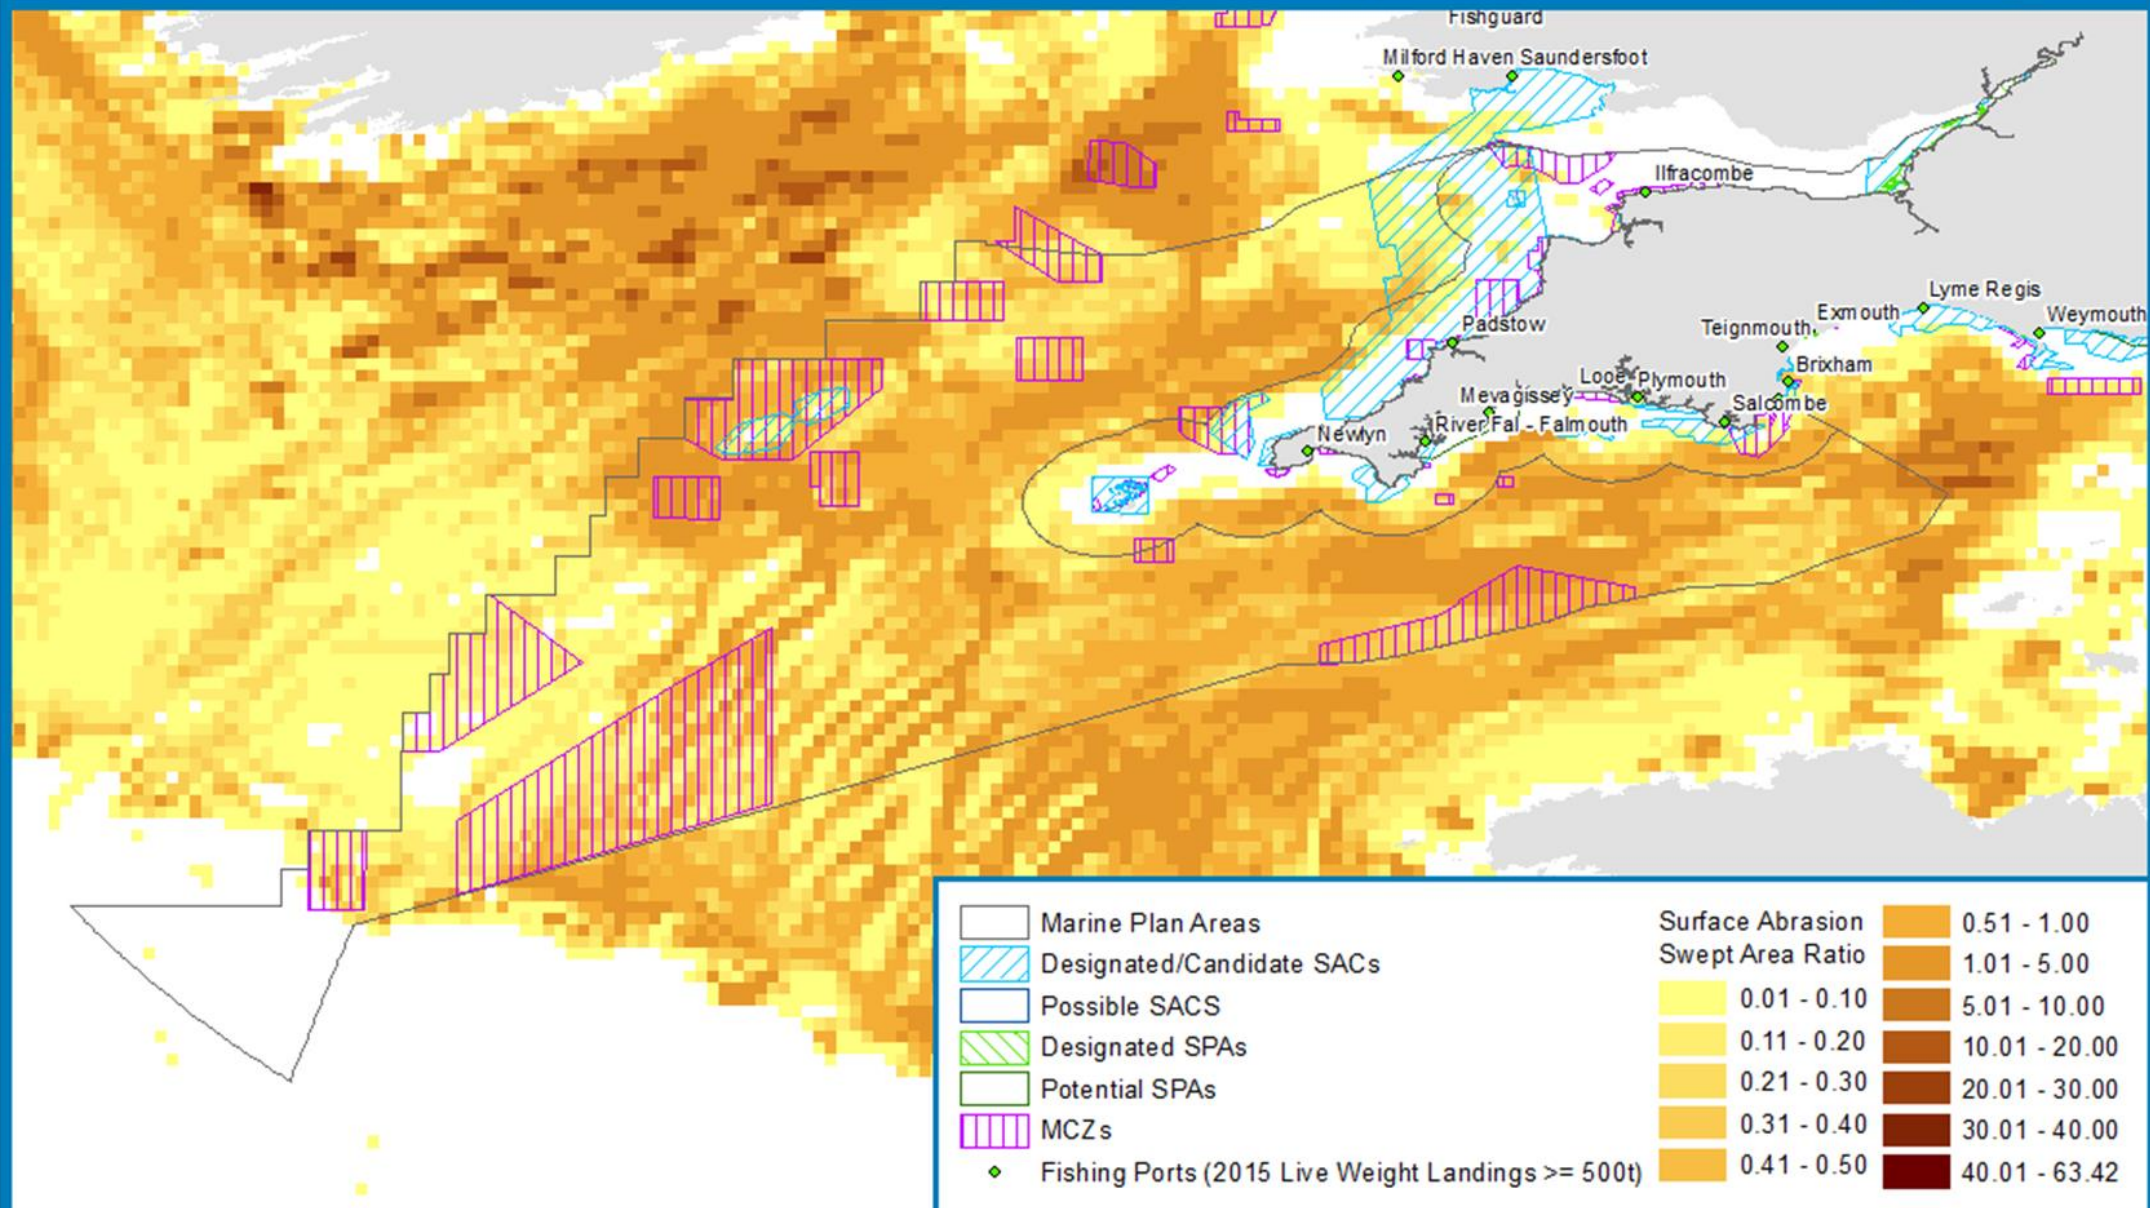 Fishguard
Milford Haven Saundersfoot
Ilfracombe
Lyme Regis
Exmouth
Weymouth
Teignmouth
Padstow
Brixham
Looe Plymouth
Mevagissey
Salcombe
River Fal - Falmouth
Newlyn
Marine Plan Areas
Designated/Candidate SACs
Possible SACS
Designated SPAs
Potential SPAs
MCZs
Fishing Ports (2015 Live Weight Landings >= 500t)
Surface Abrasion
Swept Area Ratio
0.01 - 0.10
0.11 - 0.20
0.21 - 0.30
0.31 - 0.40
0.41 - 0.50
0.51 - 1.00
1.01 - 5.00
5.01 - 10.00
10.01 - 20.00
20.01 - 30.00
30.01 - 40.00
40.01 - 63.42